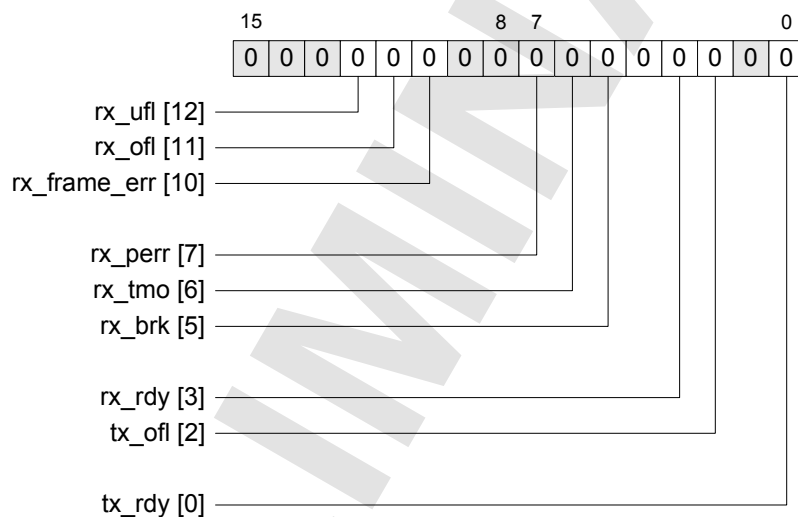 15 8 7 0
0 0 0 0 0 0 0 0 0 0 0 0 0 0 0 0
rx_ufl [12]
rx_ofl [11]
rx_frame_err [10]
rx_perr [7]
rx_tmo [6]
rx_brk [5]
rx_rdy [3]
tx_ofl [2]
tx_rdy [0]